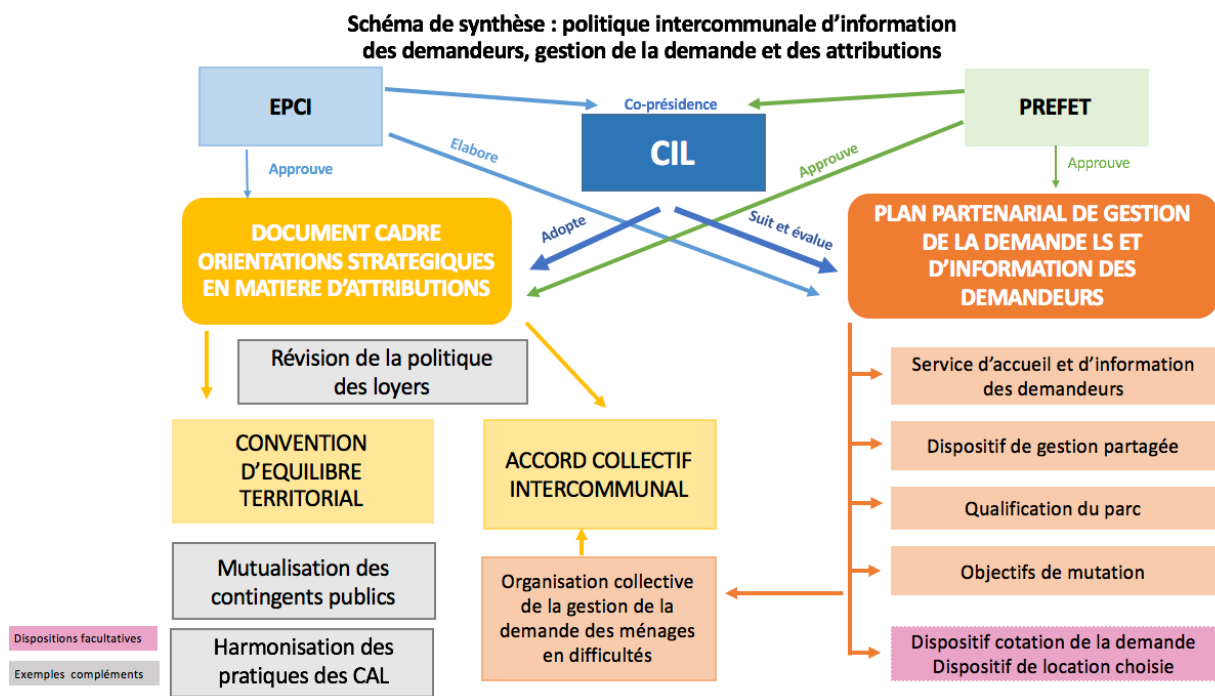 Schéma de synthèse : politique intercommunale d’information
des demandeurs, gestion de la demande et des attributions
EPCI
Co-présidence
PREFET
CIL
Approuve
Elabore
Approuve
Approuve
Adopte
Suit et évalue
DOCUMENT CADRE
ORIENTATIONS STRATEGIQUES
EN MATIERE D’ATTRIBUTIONS
PLAN PARTENARIAL DE GESTION
DE LA DEMANDE LS ET
D’INFORMATION DES
DEMANDEURS
Révision de la politique
des loyers
Service d’accueil et d’information
des demandeurs
CONVENTION
D’EQUILIBRE
TERRITORIAL
ACCORD COLLECTIF
INTERCOMMUNAL
Dispositif de gestion partagée
Qualification du parc
Mutualisation des
contingents publics
Organisation collective
de la gestion de la
demande des ménages
en difficultés
Objectifs de mutation
Harmonisation des
pratiques des CAL
Dispositif cotation de la demande
Dispositif de location choisie
Dispositions facultatives
Exemples compléments